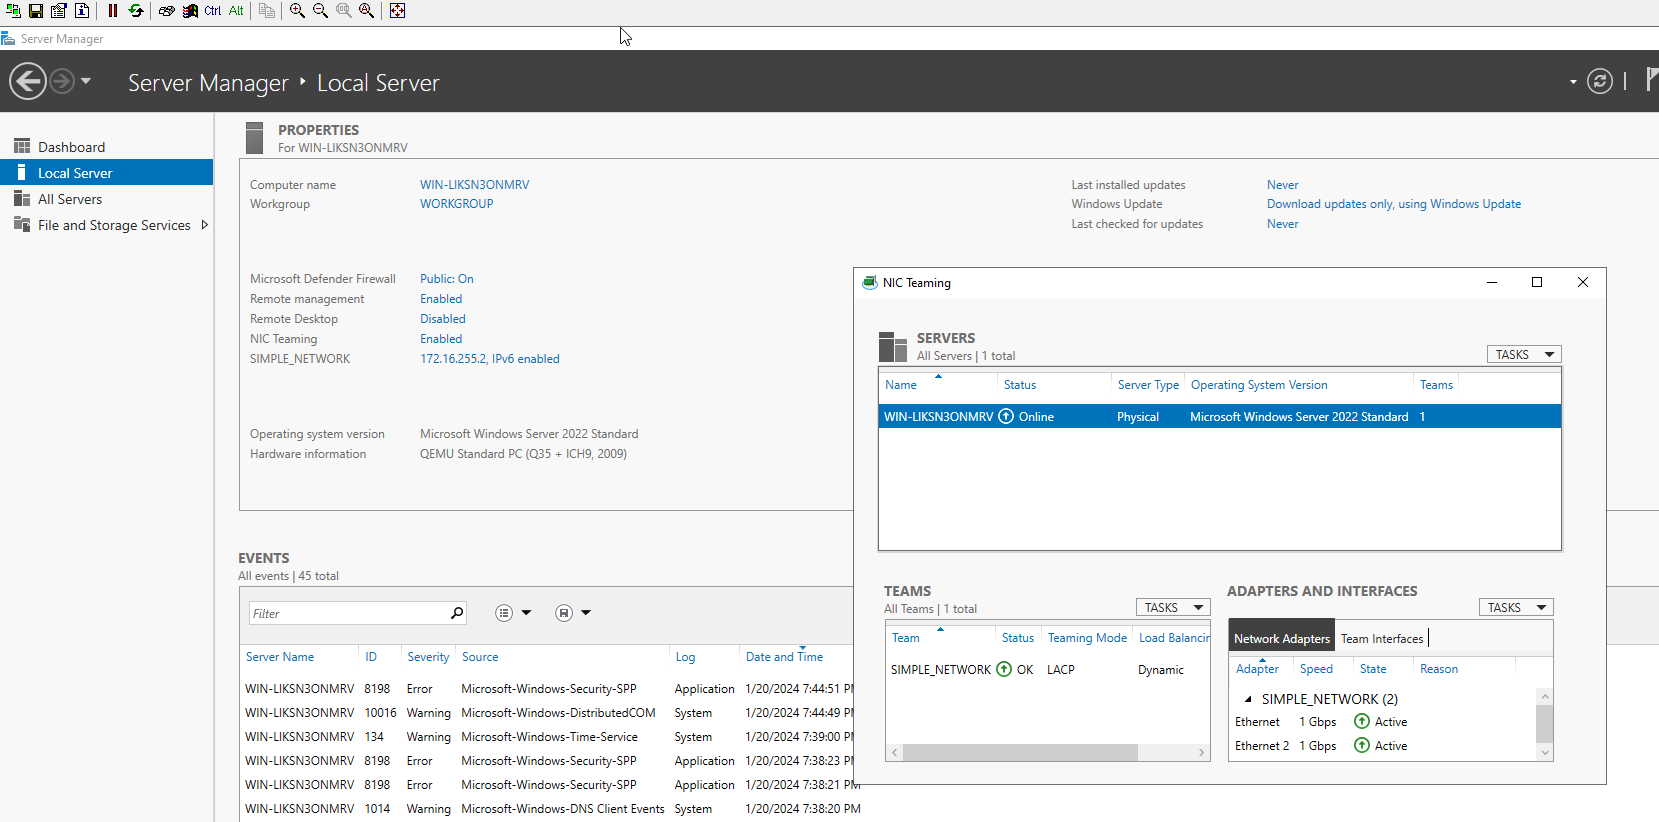 Ctrl Alt
Server Manager
Server Manager ‣ Local Server
Dashboard
Local Server
All Servers
File and Storage Services
PROPERTIES
For WIN-LIKSN3ONMRV
Computer name WIN-LIKSN3ONMRV
Workgroup WORKGROUP
Last installed updates Never
Windows Update Download updates only, using Windows Update
Last checked for updates Never
Microsoft Defender Firewall Public: On
Remote management Enabled
Remote Desktop Disabled
NIC Teaming Enabled
SIMPLE_NETWORK 172.16.255.2, IPv6 enabled
Operating system version Microsoft Windows Server 2022 Standard
Hardware information QEMU Standard PC (Q35 + ICH9, 2009)
EVENTS
All events | 45 total
Filter
Server Name ID Severity Source Log Date and Time
WIN-LIKSN3ONMRV 8198 Error Microsoft-Windows-Security-SPP Application 1/20/2024 7:44:51 PM
WIN-LIKSN3ONMRV 10016 Warning Microsoft-Windows-DistributedCOM System 1/20/2024 7:44:49 PM
WIN-LIKSN3ONMRV 134 Warning Microsoft-Windows-Time-Service System 1/20/2024 7:39:00 PM
WIN-LIKSN3ONMRV 8198 Error Microsoft-Windows-Security-SPP Application 1/20/2024 7:38:23 PM
WIN-LIKSN3ONMRV 8198 Error Microsoft-Windows-Security-SPP Application 1/20/2024 7:38:21 PM
WIN-LIKSN3ONMRV 1014 Warning Microsoft-Windows-DNS Client Events System 1/20/2024 7:38:20 PM
NIC Teaming
SERVERS
All Servers | 1 total
TASKS
Name Status Server Type Operating System Version Teams
WIN-LIKSN3ONMRV Online Physical Microsoft Windows Server 2022 Standard 1
TEAMS
All Teams | 1 total
TASKS
Team Status Teaming Mode Load Balancin
SIMPLE_NETWORK OK LACP Dynamic
ADAPTERS AND INTERFACES
TASKS
Network Adapters Team Interfaces
Adapter Speed State Reason
SIMPLE_NETWORK (2)
Ethernet 1 Gbps Active
Ethernet 2 1 Gbps Active